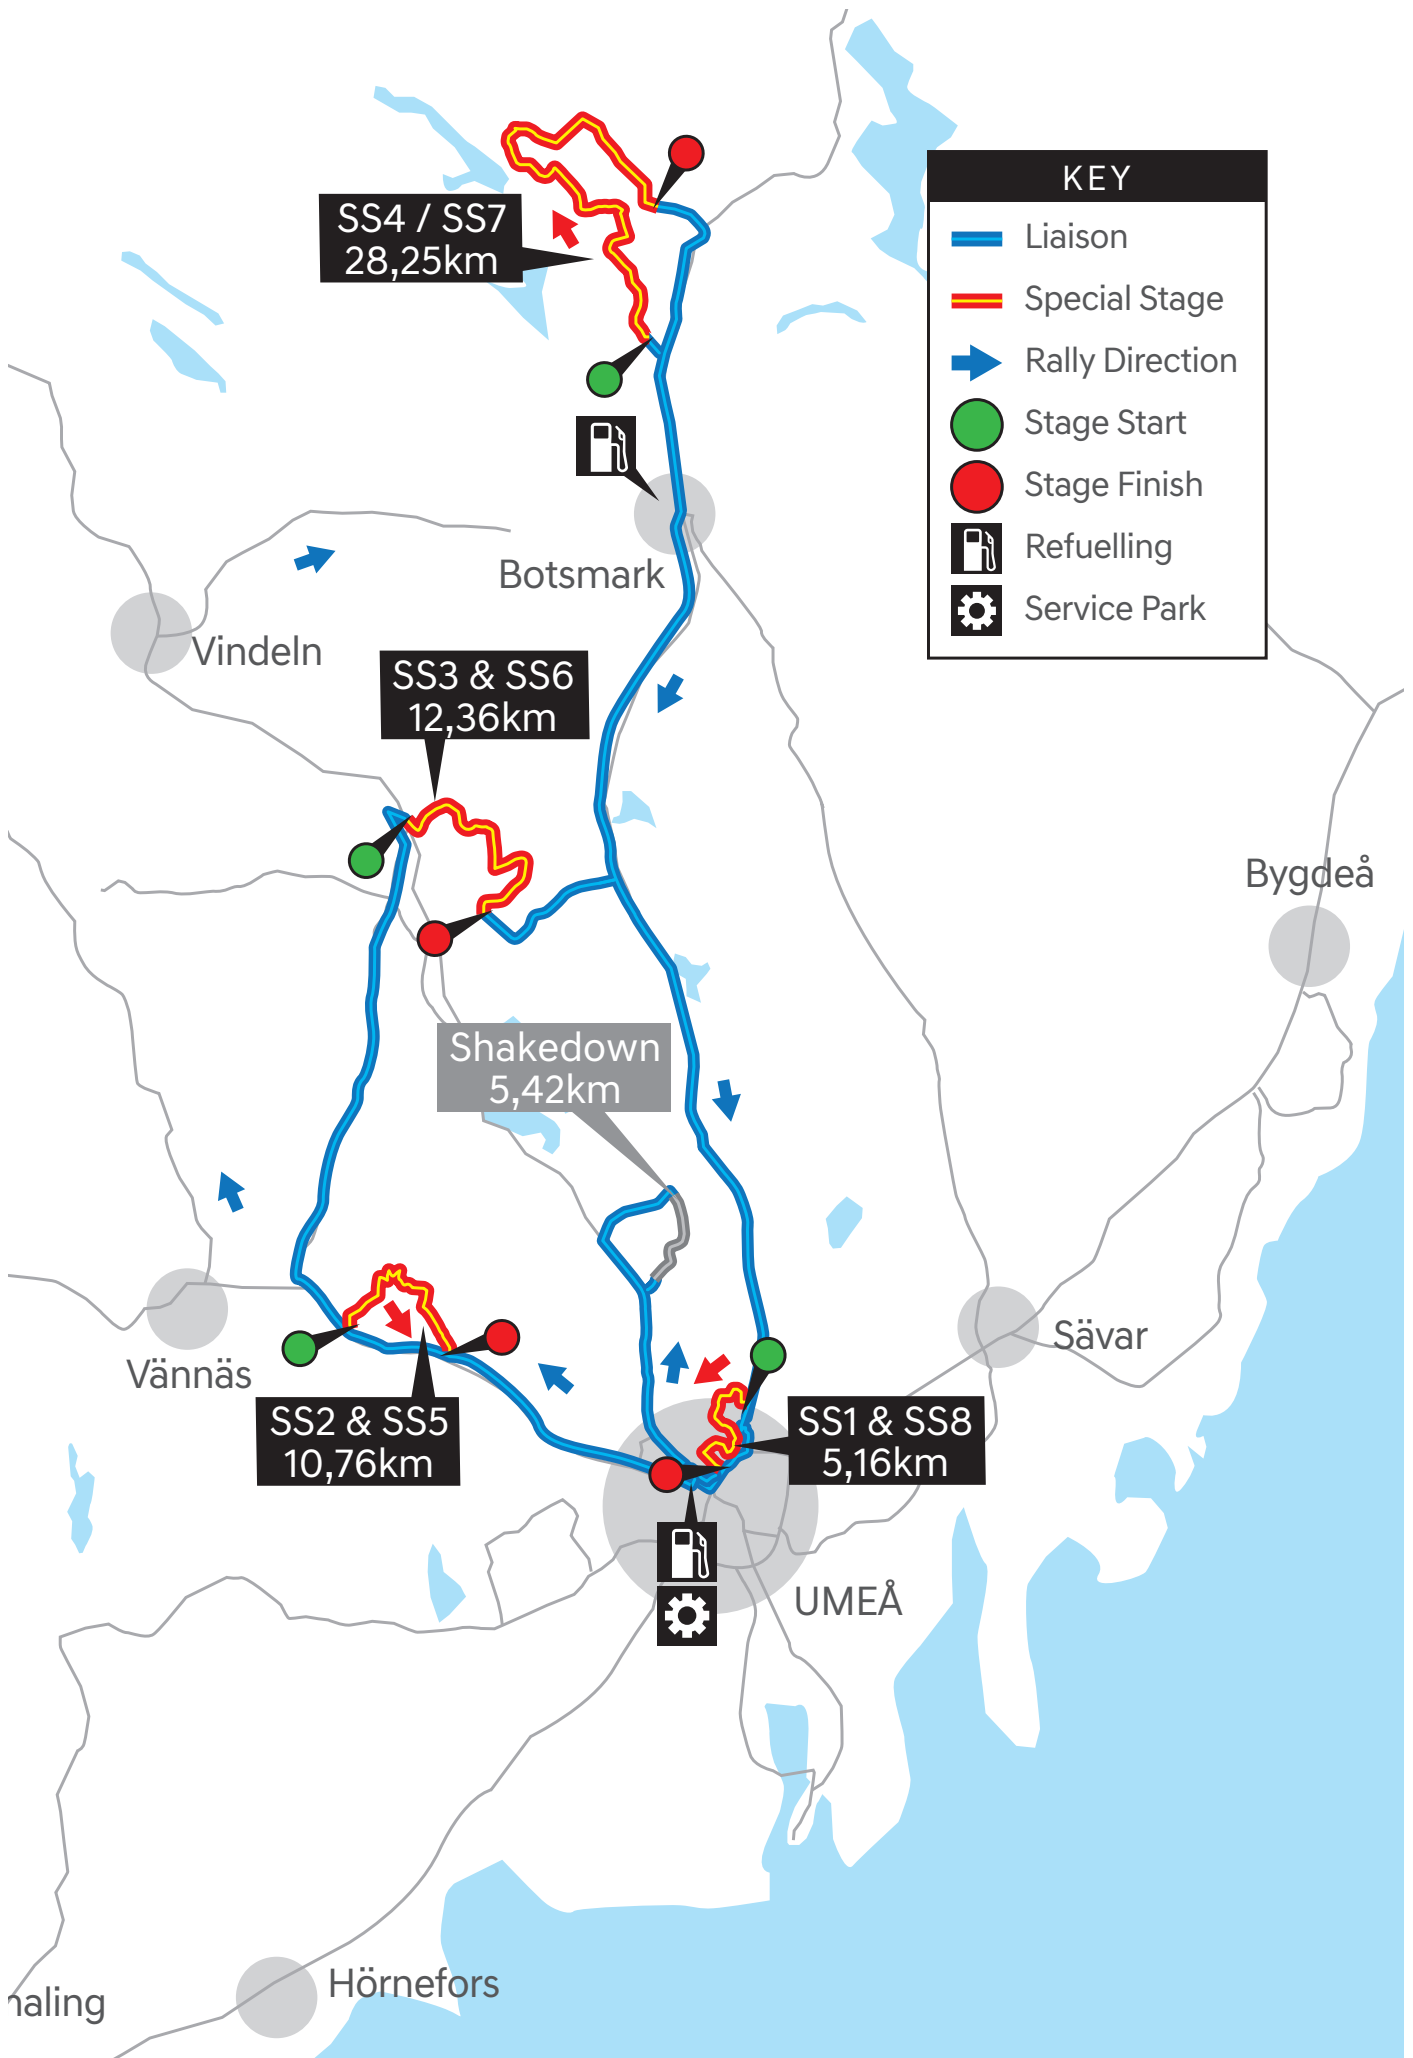 KEY
Liaison
Special Stage
Rally Direction
Stage Start
Stage Finish
Refuelling
Service Park
SS4 / SS7
28,25km
Botsmark
Vindeln
SS3 & SS6
12,36km
Bygdeå
Shakedown
5,42km
Sävar
Vännäs
SS2 & SS5
10,76km
SS1 & SS8
5,16km
UMEÅ
Hörnefors